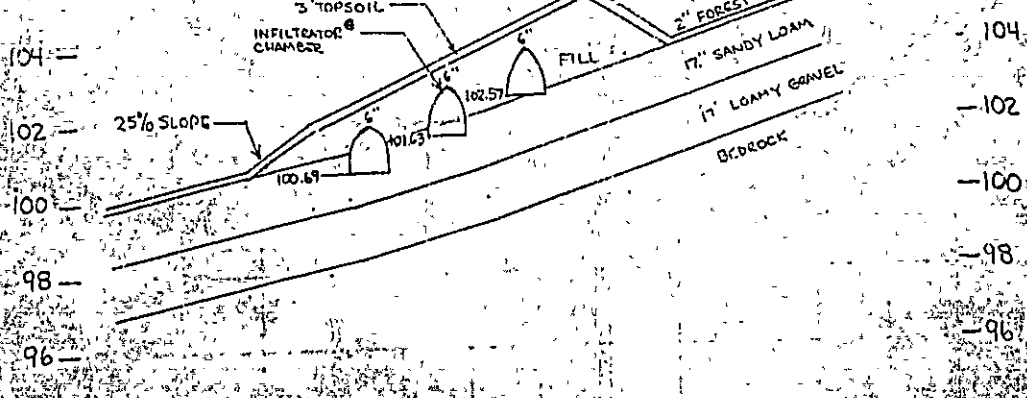 3" TOPSOIL
2" FOREST
INFILTRATOR®
CHAMBER
104
104
6"
FILL
17" SANDY LOAM
6"
102.57
17" LOAMY GRAVEL
102
25% SLOPE
6"
101.63
102
BEDROCK
100.69
100
100
98
98
96
96